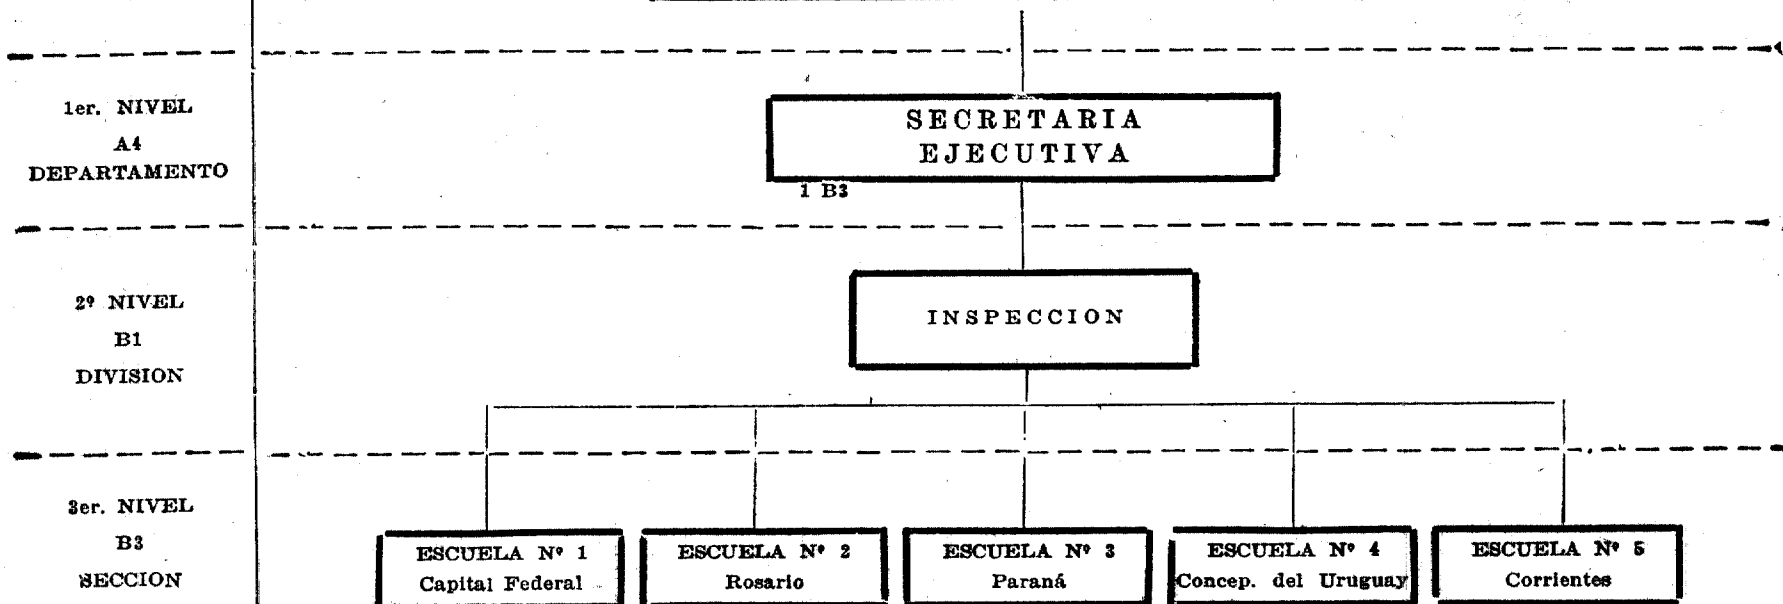 1er. NIVEL
A4
DEPARTAMENTO
SECRETARIA
EJECUTIVA
1 B3
2º NIVEL
B1
DIVISION
INSPECCION
3er. NIVEL
B3
SECCION
ESCUELA Nº 1
Capital Federal
ESCUELA Nº 2
Rosario
ESCUELA Nº 3
Paraná
ESCUELA Nº 4
Concep. del Uruguay
ESCUELA Nº 5
Corrientes